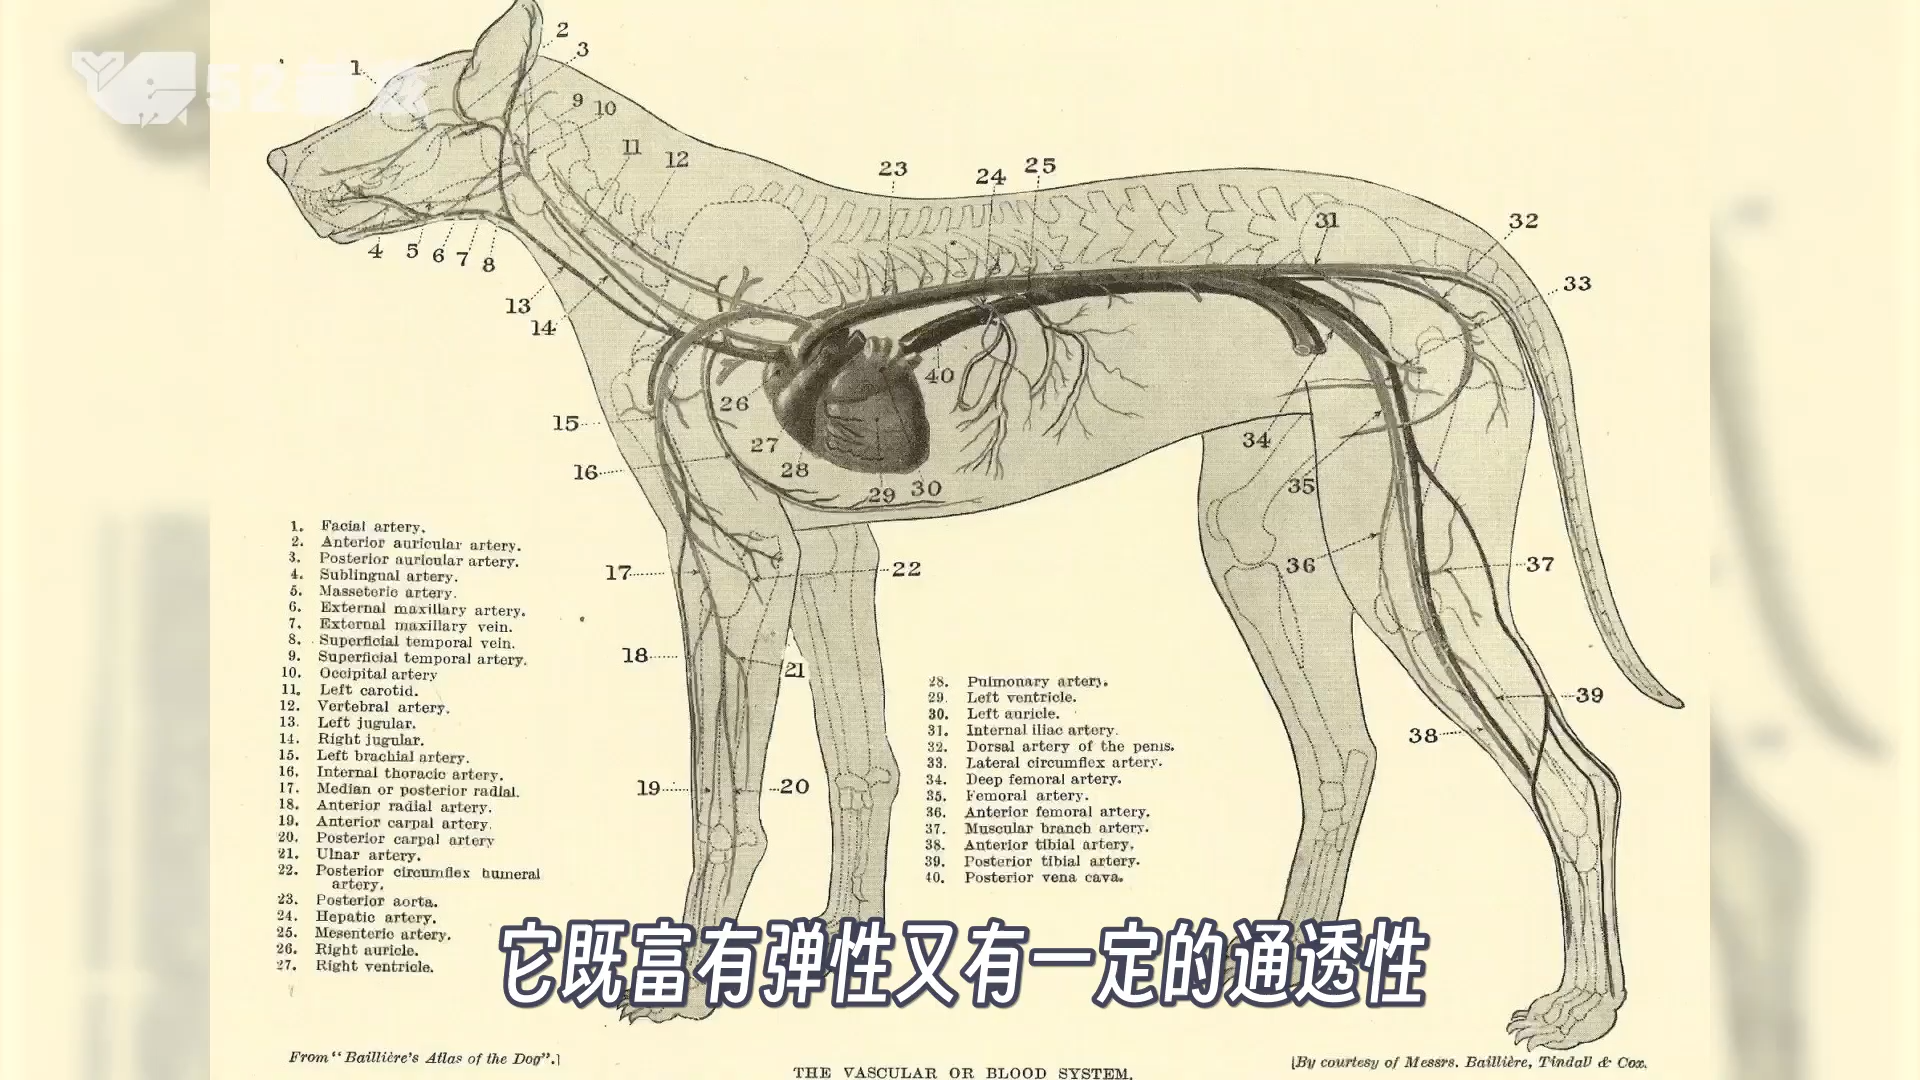 52
1
2
3
9
10
11
12
23
24
25
31
32
33
4
5
6
7
8
13
14
15
16
26
27
28
29
30
40
34
35
36
37
17
22
18
21
19
20
38
39
1. Facial artery.
2. Anterior auricular artery.
3. Posterior auricular artery.
4. Sublingual artery.
5. Masseteric artery.
6. External maxillary artery.
7. External maxillary vein.
8. Superficial temporal vein.
9. Superficial temporal artery.
10. Occipital artery
11. Left carotid.
12. Vertebral artery.
13. Left jugular.
14. Right jugular.
15. Left brachial artery.
16. Internal thoracic artery.
17. Median or posterior radial.
18. Anterior radial artery.
19. Anterior carpal artery.
20. Posterior carpal artery
21. Ulnar artery.
22. Posterior circumflex humeral
artery.
23. Posterior aorta.
24. Hepatic artery.
25. Mesenteric artery.
26. Right auricle.
27. Right ventricle.
28. Pulmonary artery.
29. Left ventricle.
30. Left auricle.
31. Internal iliac artery.
32. Dorsal artery of the penis.
33. Lateral circumflex artery.
34. Deep femoral artery.
35. Femoral artery.
36. Anterior femoral artery.
37. Muscular branch artery.
38. Anterior tibial artery.
39. Posterior tibial artery.
40. Posterior vena cava.
它既富有弹性又有一定的通透性
From "Baillière's Atlas of the Dog".]
[By courtesy of Messrs. Baillière, Tindall & Cox.
THE VASCULAR OR BLOOD SYSTEM.